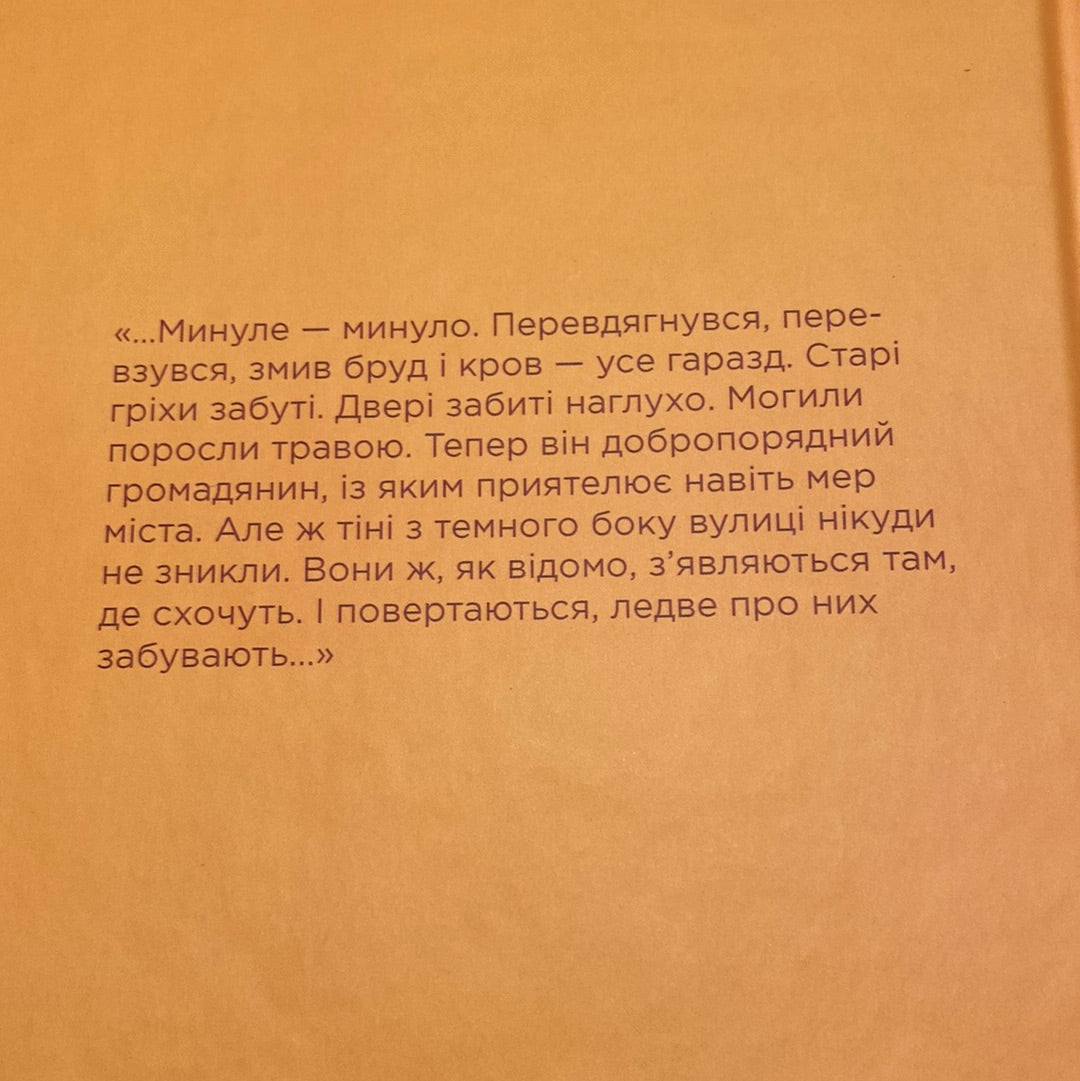 «...Минуле — минуло. Перевдягнувся, пере-
взувся, змив бруд і кров — усе гаразд. Старі
гріхи забуті. Двері забиті наглухо. Могили
поросли травою. Тепер він добропорядний
громадянин, із яким приятелює навіть мер
міста. Але ж тіні з темного боку вулиці нікуди
не зникли. Вони ж, як відомо, з’являються там,
де схочуть. І повертаються, ледве про них
забувають...»